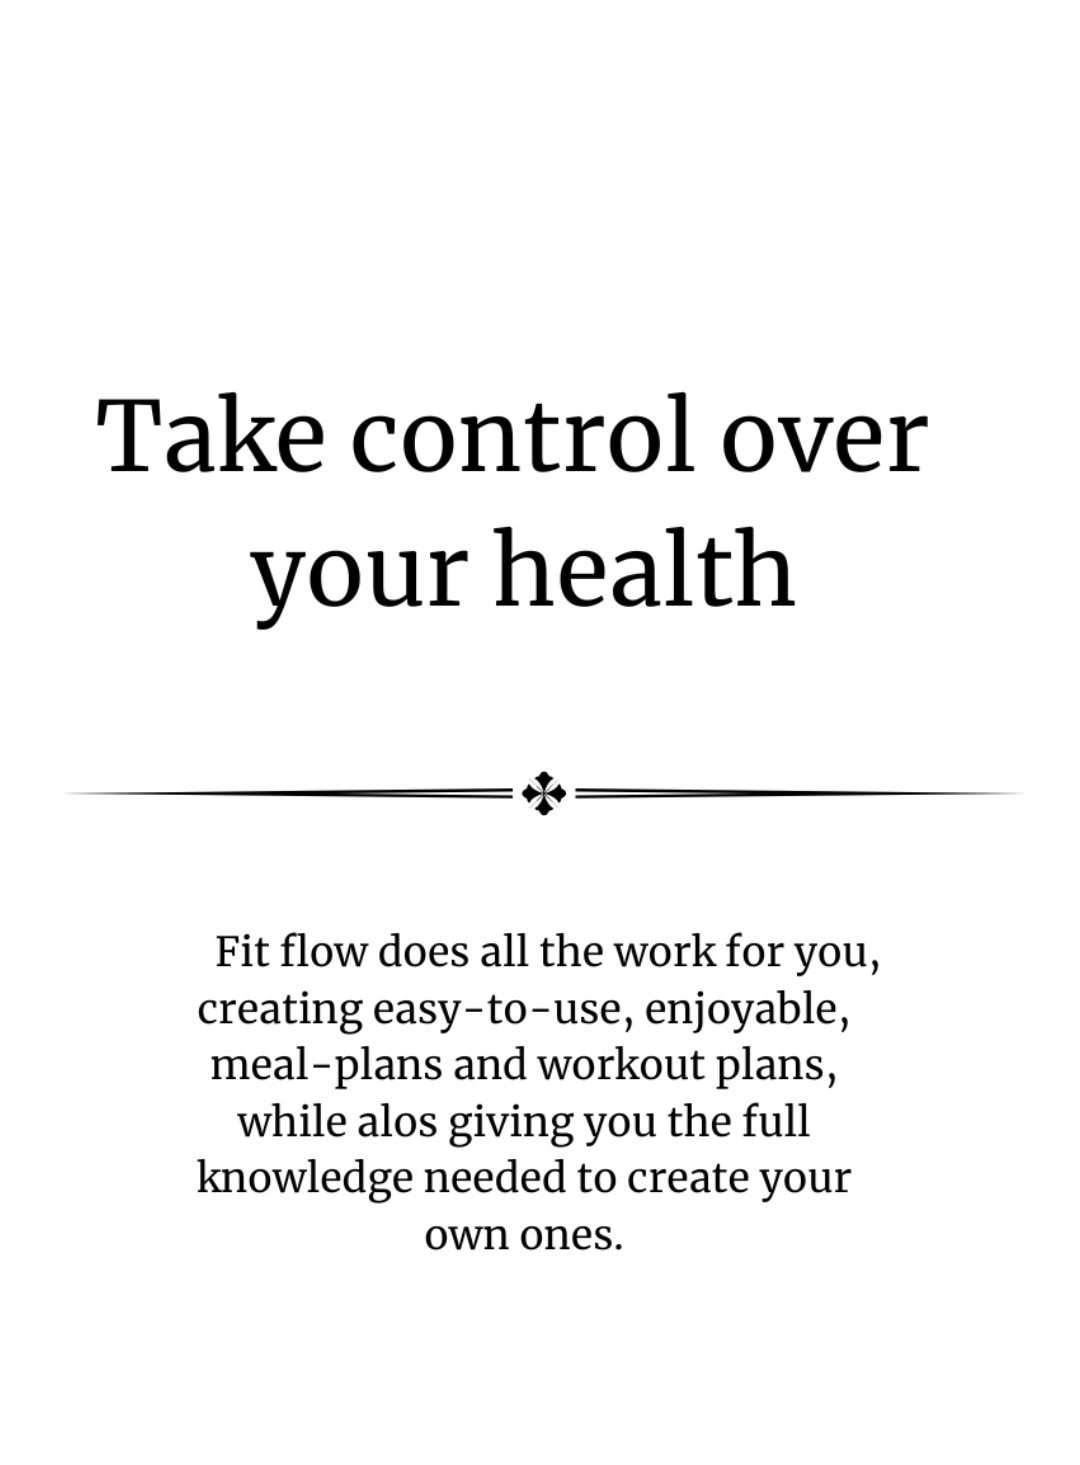 Take control over
your health
Fit flow does all the work for you,
creating easy-to-use, enjoyable,
meal-plans and workout plans,
while alos giving you the full
knowledge needed to create your
own ones.